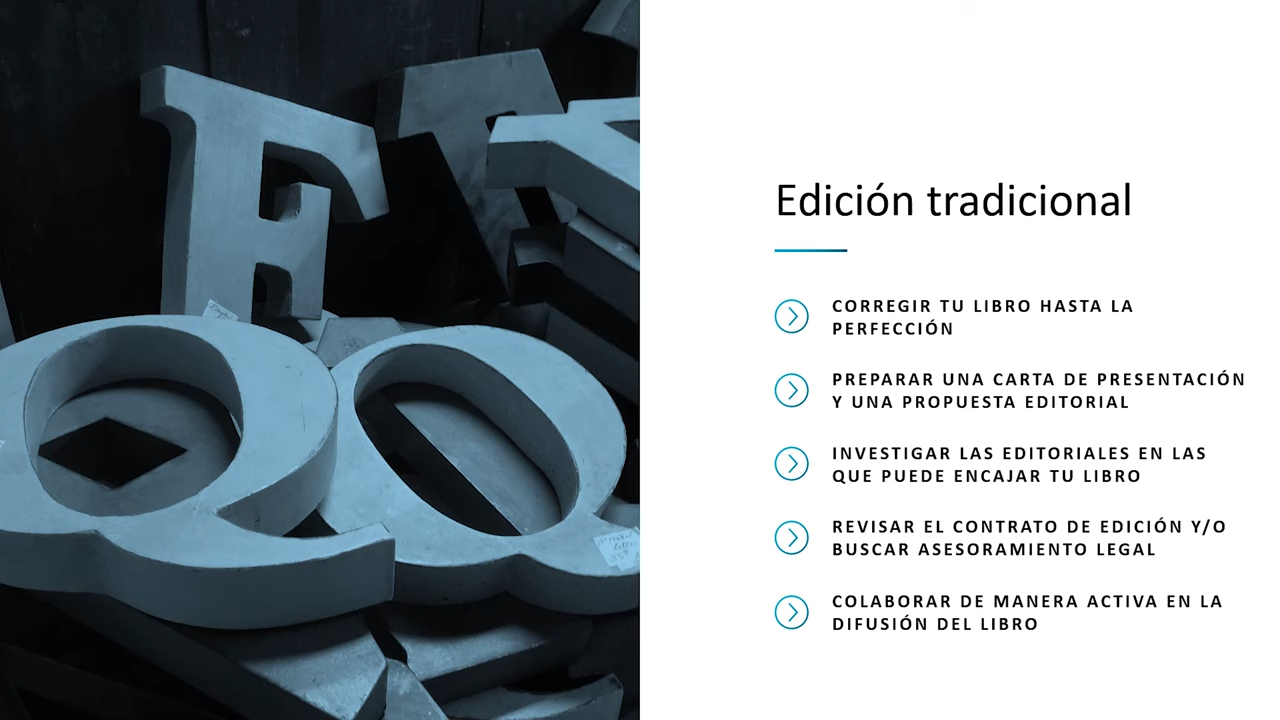 Edición tradicional
CORREGIR TU LIBRO HASTA LA
PERFECCIÓN
PREPARAR UNA CARTA DE PRESENTACIÓN
Y UNA PROPUESTA EDITORIAL
INVESTIGAR LAS EDITORIALES EN LAS
QUE PUEDE ENCAJAR TU LIBRO
REVISAR EL CONTRATO DE EDICIÓN Y/O
BUSCAR ASESORAMIENTO LEGAL
COLABORAR DE MANERA ACTIVA EN LA
DIFUSIÓN DEL LIBRO